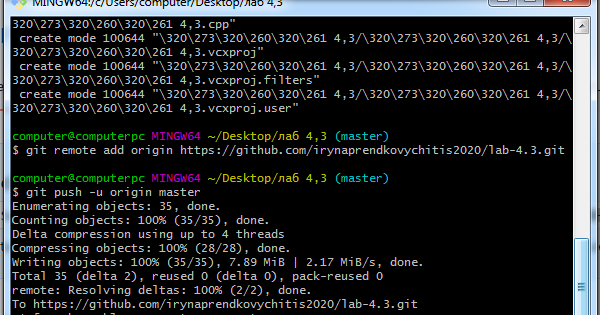 MINGW64:/c/Users/computer/Desktop/лаб 4,3
320\273\320\260\320\261 4,3.cpp"
create mode 100644 "\320\273\320\260\320\261 4,3/\320\273\320\260\320\261 4,3/\
320\273\320\260\320\261 4,3.vcxproj"
create mode 100644 "\320\273\320\260\320\261 4,3/\320\273\320\260\320\261 4,3/\
320\273\320\260\320\261 4,3.vcxproj.filters"
create mode 100644 "\320\273\320\260\320\261 4,3/\320\273\320\260\320\261 4,3/\
320\273\320\260\320\261 4,3.vcxproj.user"
computer@computerpc MINGW64 ~/Desktop/лаб 4,3 (master)
$ git remote add origin https://github.com/irynaprendkovychitis2020/lab-4.3.git
computer@computerpc MINGW64 ~/Desktop/лаб 4,3 (master)
$ git push -u origin master
Enumerating objects: 35, done.
Counting objects: 100% (35/35), done.
Delta compression using up to 4 threads
Compressing objects: 100% (28/28), done.
Writing objects: 100% (35/35), 7.89 MiB | 2.17 MiB/s, done.
Total 35 (delta 2), reused 0 (delta 0), pack-reused 0
remote: Resolving deltas: 100% (2/2), done.
To https://github.com/irynaprendkovychitis2020/lab-4.3.git